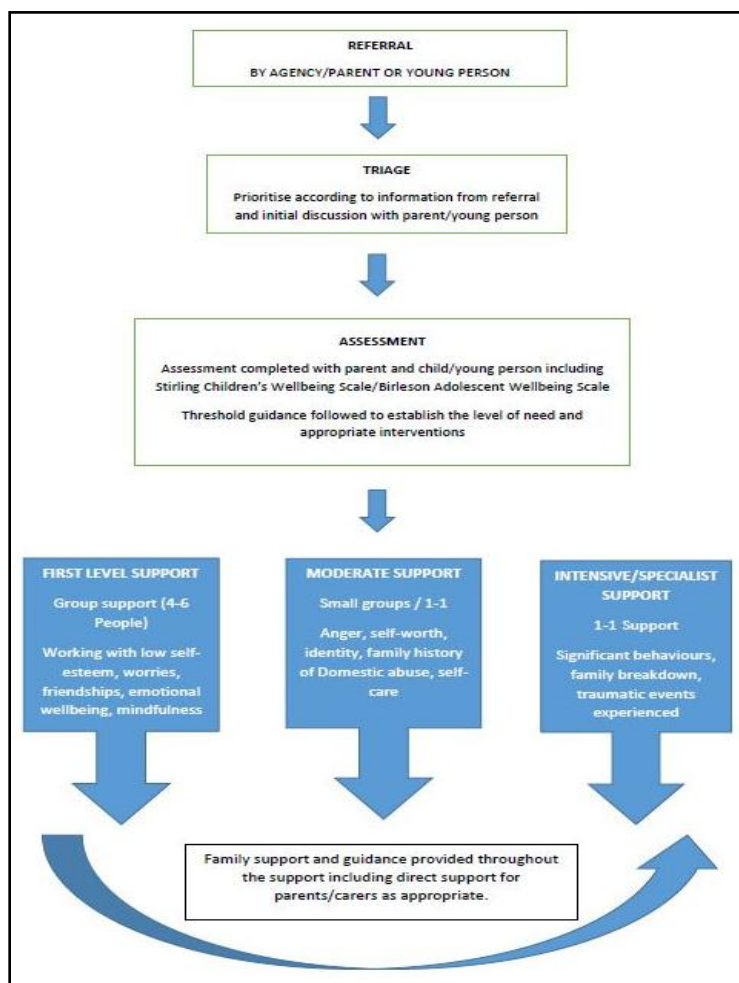 REFERRAL
BY AGENCY/PARENT OR YOUNG PERSON
TRIAGE
Prioritise according to information from referral
and initial discussion with parent/young person
ASSESSMENT
Assessment completed with parent and child/young person including
Stirling Children's Wellbeing Scale/Birleson Adolescent Wellbeing Scale
Threshold guidance followed to establish the level of need and
appropriate interventions
FIRST LEVEL SUPPORT
Group support (4-6
People)
Working with low self-
esteem, worries,
friendships, emotional
wellbeing, mindfulness
MODERATE SUPPORT
Small groups / 1-1
Anger, self-worth,
identity, family history
of Domestic abuse, self-
care
INTENSIVE/SPECIALIST
SUPPORT
1-1 Support
Significant behaviours,
family breakdown,
traumatic events
experienced
Family support and guidance provided throughout
the support including direct support for
parents/carers as appropriate.